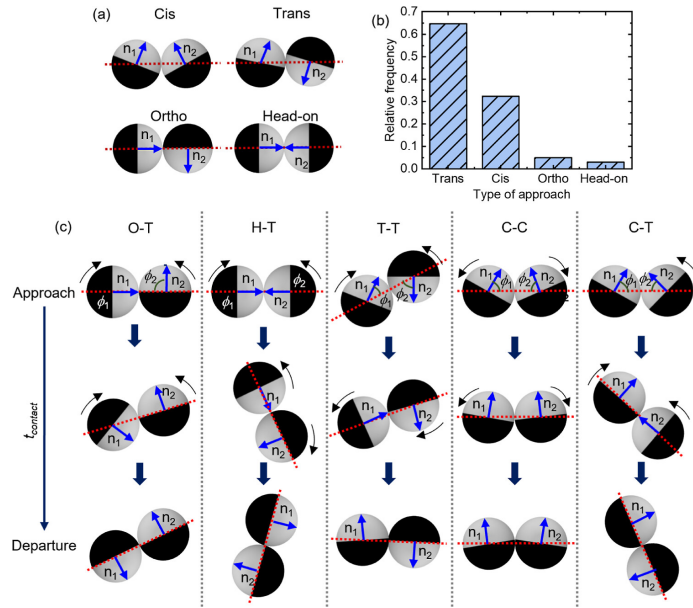 (a)
Cis
Trans
n1
n2
n1
n2
Ortho
Head-on
n1
n2
n1
n2
(b)
Relative frequency
0.7
0.6
0.4
0.3
0.1
0.0
Trans
Cis
Ortho
Head-on
Type of approach
(c)
O-T
H-T
T-T
C-C
C-T
Approach
ϕ1
n1
ϕ2
n2
ϕ1
n1
n2
ϕ2
n1
ϕ1
ϕ2
n2
n1
ϕ1
ϕ2
n2
2
n1
ϕ1
ϕ2
n2
tcontact
n1
n2
n1
n2
n1
n2
n1
n2
n1
n2
Departure
n1
n2
n1
n2
n1
n2
n1
n2
n1
n2